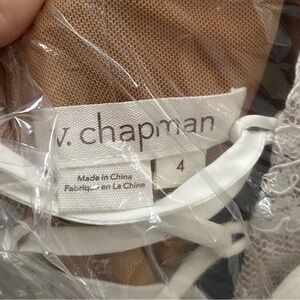 v. chapman
4
Made in China
Fabriqué en La Chine